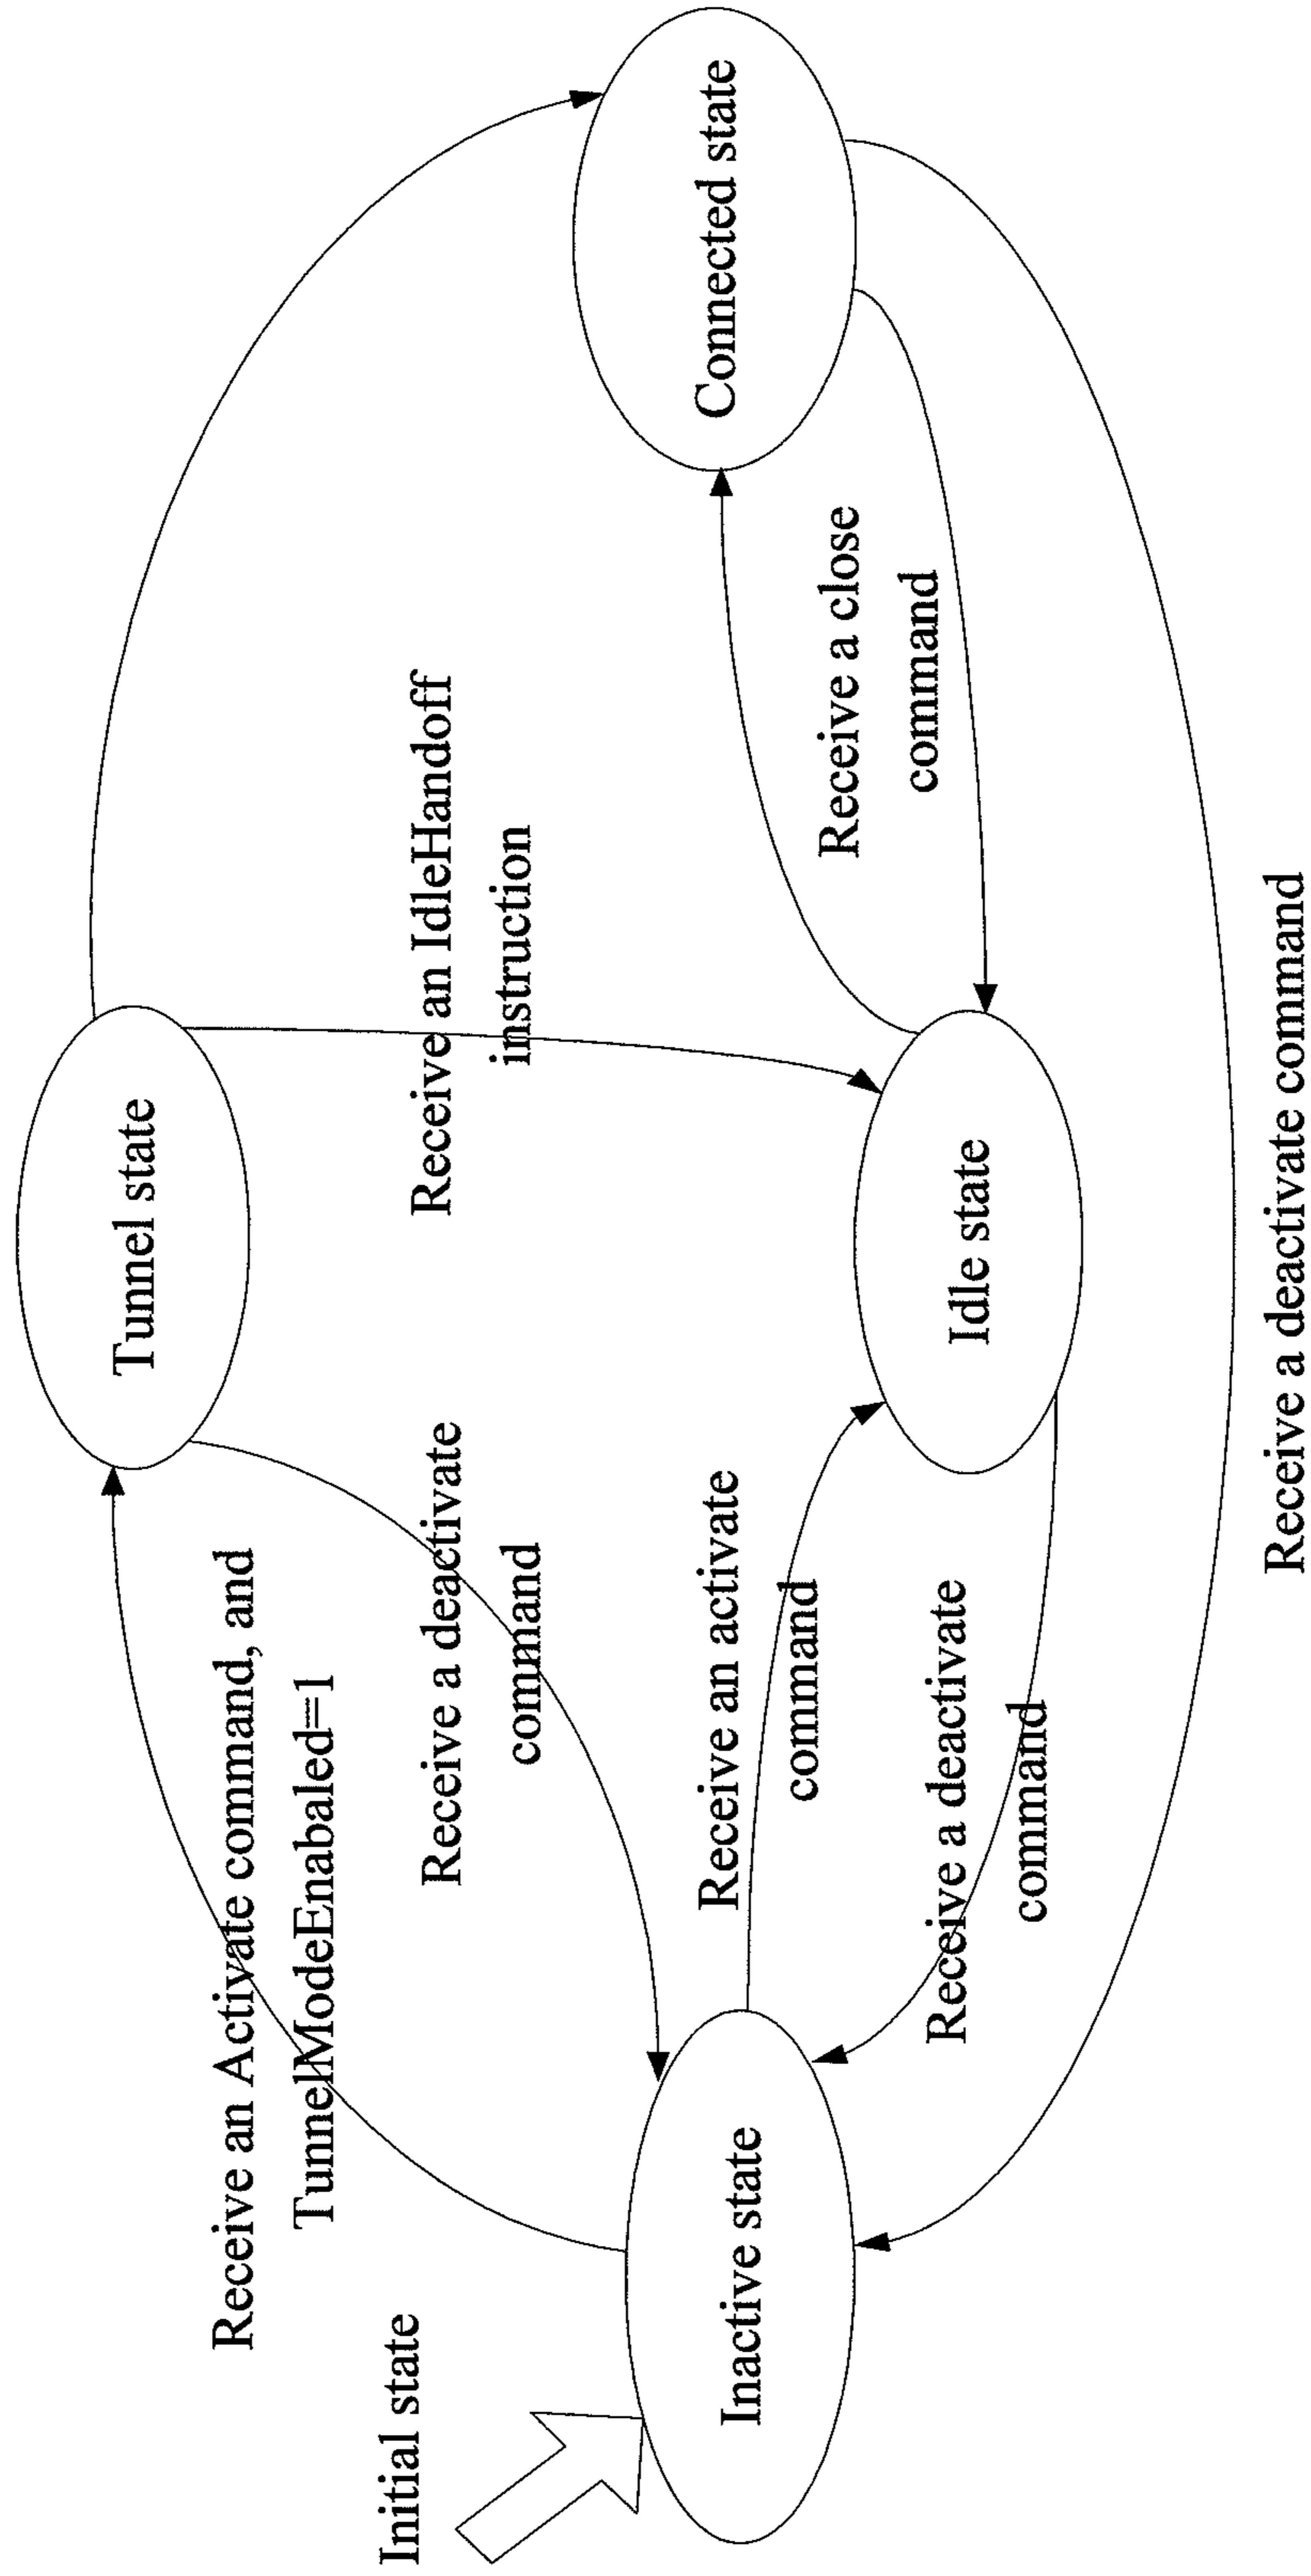 Initial state
Receive an Activate command, and
TunnelModeEnabaled=1
Tunnel state
Receive a deactivate
command
Receive an IdleHandoff
instruction
Inactive state
Receive an activate
command
Connected state
Receive a close
command
Receive a deactivate
command
Idle state
Receive a deactivate command